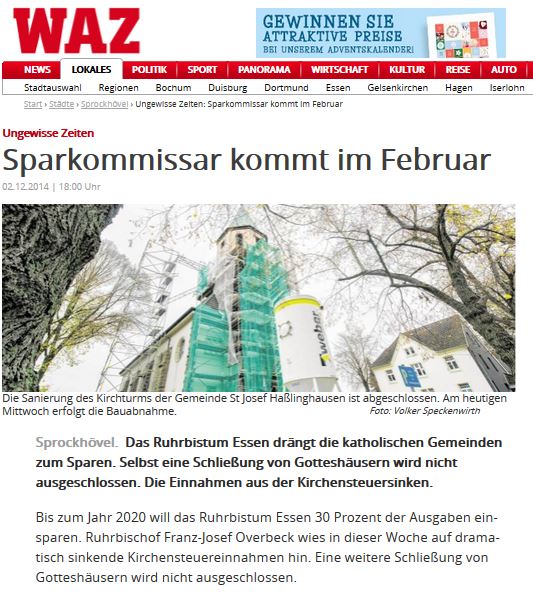 WAZ
GEWINNEN SIE
ATTRAKTIVE PREISE
BEI UNSEREM ADVENTSKALENDER!
NEWS LOKALES POLITIK SPORT PANORAMA WIRTSCHAFT KULTUR REISE AUTO
Stadtauswahl Regionen Bochum Duisburg Dortmund Essen Gelsenkirchen Hagen Iserlohn
Start › Städte › Sprockhövel › Ungewisse Zeiten: Sparkommissar kommt im Februar
Ungewisse Zeiten
Sparkommissar kommt im Februar
02.12.2014 | 18:00 Uhr
weber
Die Sanierung des Kirchturms der Gemeinde St Josef Haßlinghausen ist abgeschlossen. Am heutigen
Mittwoch erfolgt die Bauabnahme. Foto: Volker Speckenwirth
Sprockhövel. Das Ruhrbistum Essen drängt die katholischen Gemeinden
zum Sparen. Selbst eine Schließung von Gotteshäusern wird nicht
ausgeschlossen. Die Einnahmen aus der Kirchensteuersinken.
Bis zum Jahr 2020 will das Ruhrbistum Essen 30 Prozent der Ausgaben ein-
sparen. Ruhrbischof Franz-Josef Overbeck wies in dieser Woche auf drama-
tisch sinkende Kirchensteuereinnahmen hin. Eine weitere Schließung von
Gotteshäusern wird nicht ausgeschlossen.